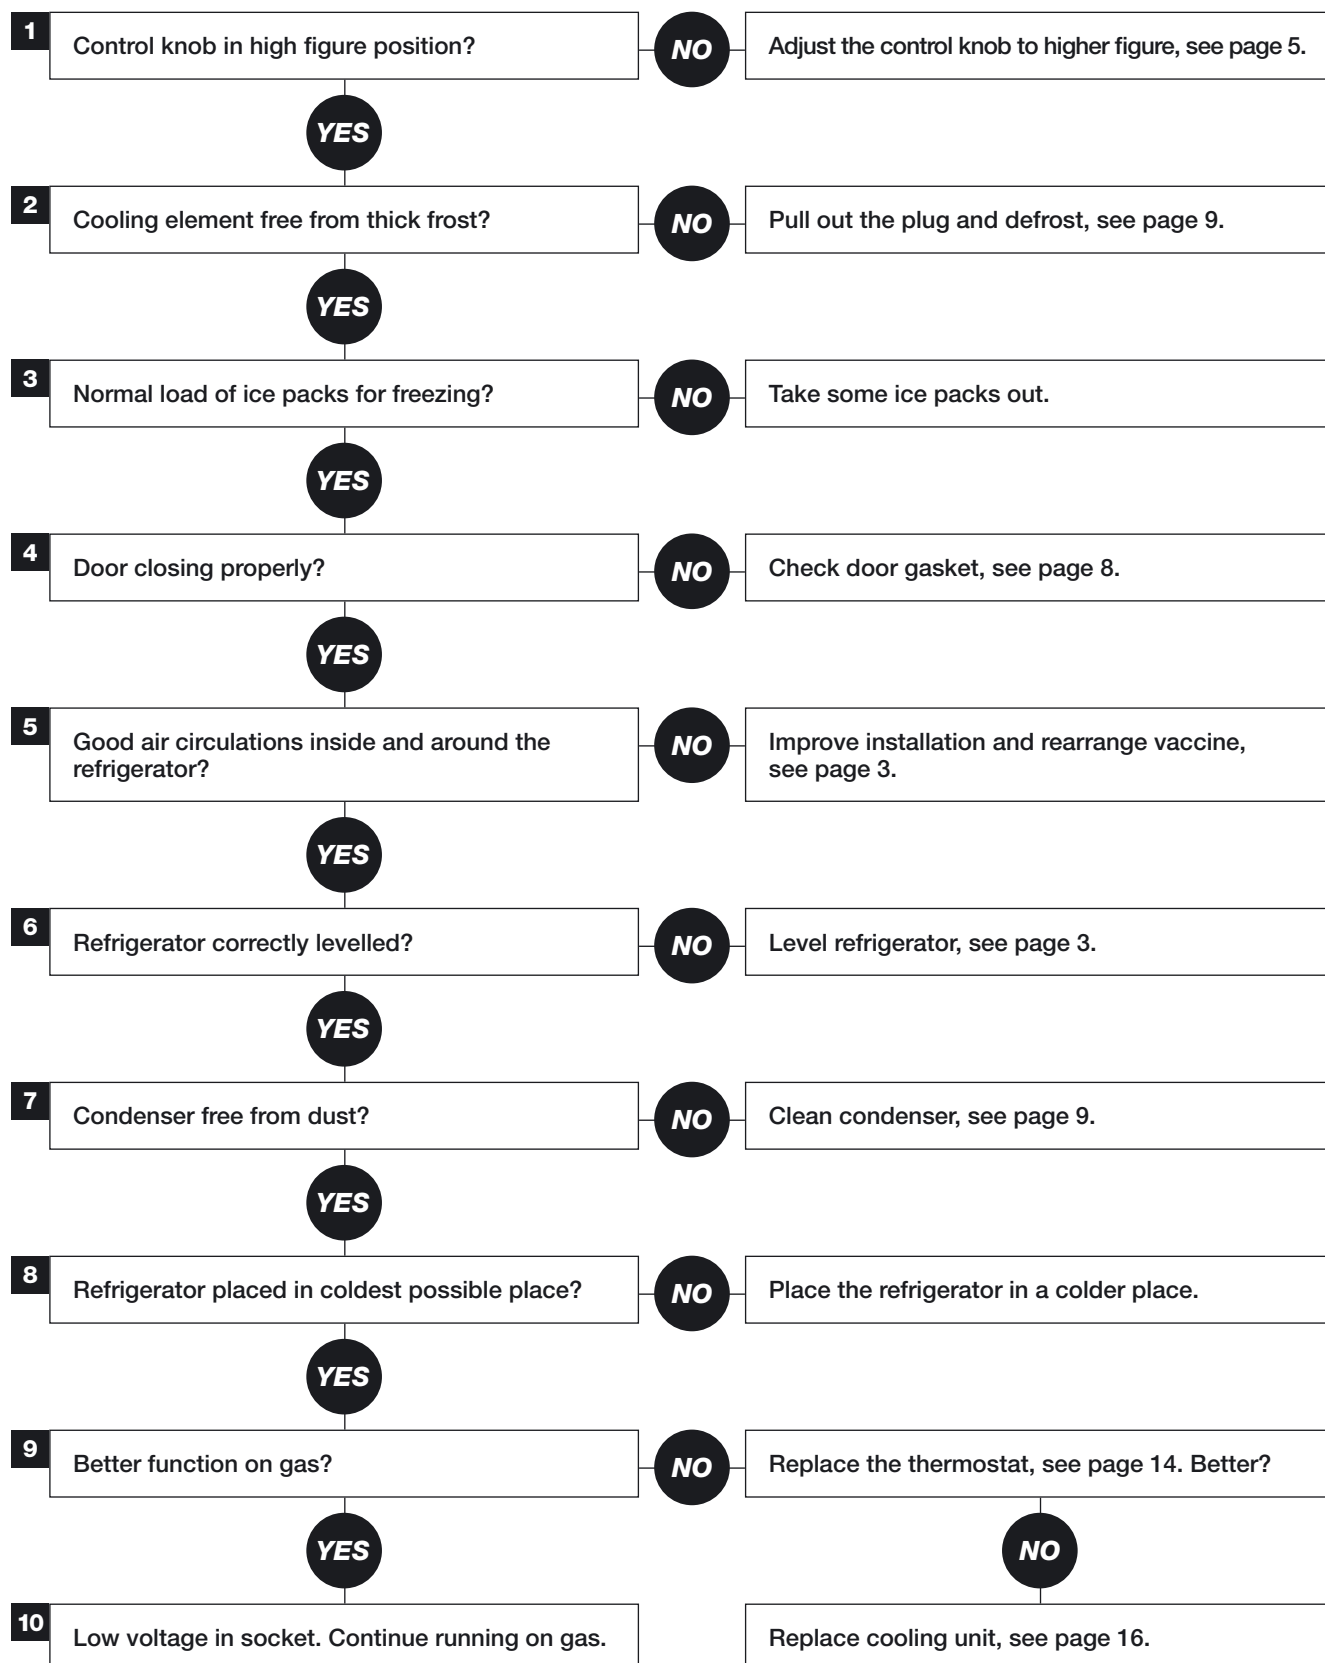 1
Control knob in high figure position?
NO
Adjust the control knob to higher figure, see page 5.
YES
2
Cooling element free from thick frost?
NO
Pull out the plug and defrost, see page 9.
YES
3
Normal load of ice packs for freezing?
NO
Take some ice packs out.
YES
4
Door closing properly?
NO
Check door gasket, see page 8.
YES
5
Good air circulations inside and around the
refrigerator?
NO
Improve installation and rearrange vaccine,
see page 3.
YES
6
Refrigerator correctly levelled?
NO
Level refrigerator, see page 3.
YES
7
Condenser free from dust?
NO
Clean condenser, see page 9.
YES
8
Refrigerator placed in coldest possible place?
NO
Place the refrigerator in a colder place.
YES
9
Better function on gas?
NO
Replace the thermostat, see page 14. Better?
YES
NO
10
Low voltage in socket. Continue running on gas.
Replace cooling unit, see page 16.